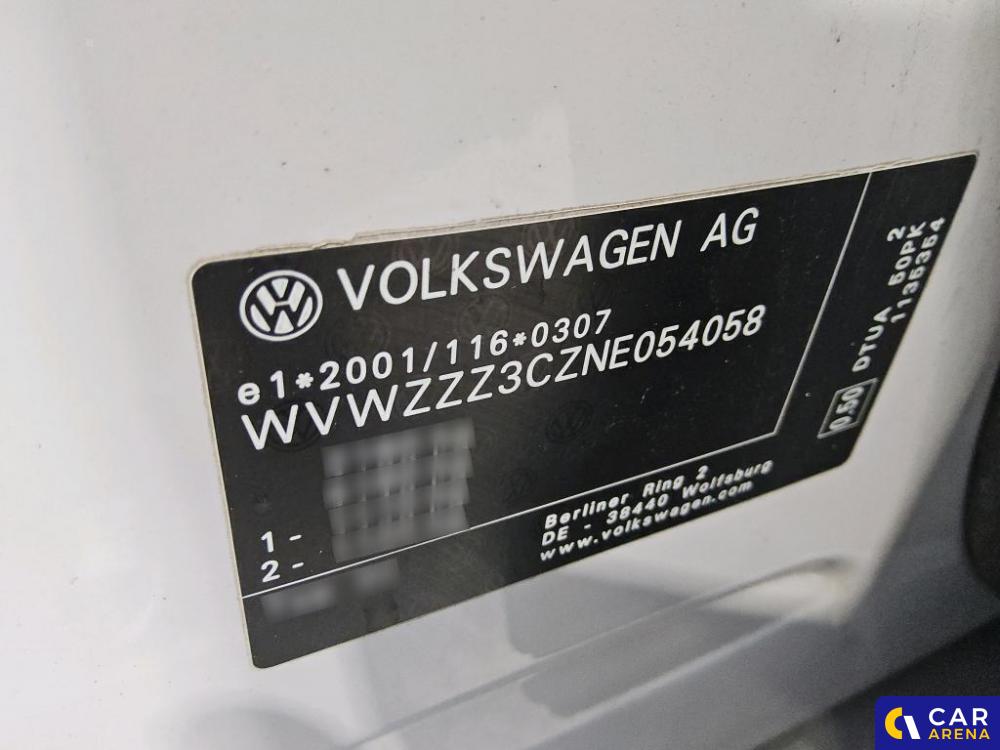 VOLKSWAGEN AG
e1*2001/116*0307
WVWZZZ3CZNE054058
1-
2-
Berliner Ring 2
DE - 38440 Wolfsburg
www.volkswagen.com
0.50 DTUA, 50PK 2
1135354
CAR
ARENA